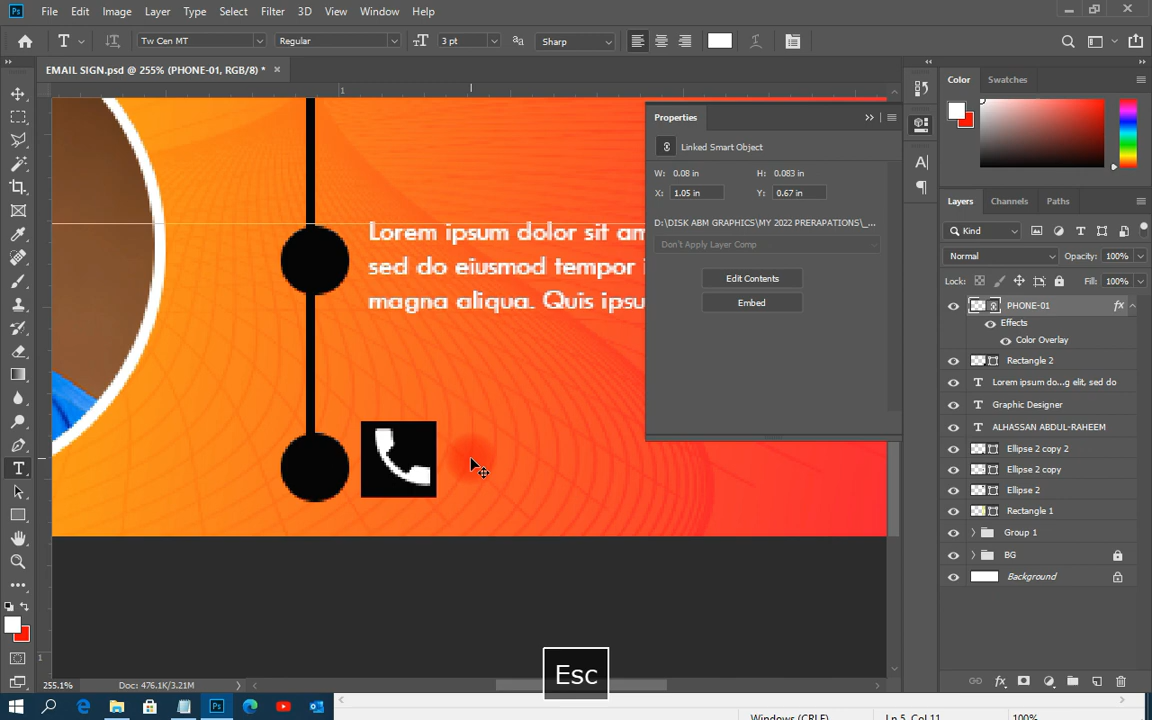 File Edit Image Layer Type Select Filter 3D View Window Help
T Tw Cen MT Regular 3 pt Sharp
EMAIL SIGN.psd @ 255% (PHONE-01, RGB/8) *
1
Lorem ipsum dolor sit am
sed do eiusmod tempor i
magna aliqua. Quis ipsu
1
Properties
Linked Smart Object
W: 0.08 in H: 0.083 in
X: 1.05 in Y: 0.67 in
D:\DISK ABM GRAPHICS\MY 2022 PRERAPATIONS\_...
Don't Apply Layer Comp
Edit Contents
Embed
Color Swatches
Layers Channels Paths
Kind
Normal Opacity: 100%
Lock: Fill: 100%
PHONE-01 fx
Effects
Color Overlay
Rectangle 2
T Lorem ipsum do...g elit, sed do
T Graphic Designer
T ALHASSAN ABDUL-RAHEEM
Ellipse 2 copy 2
Ellipse 2 copy
Ellipse 2
Rectangle 1
Group 1
BG
Background
Esc
255.1% Doc: 476.1K/3.21M
Windows (CRLF) Ln 5, Col 11 100%